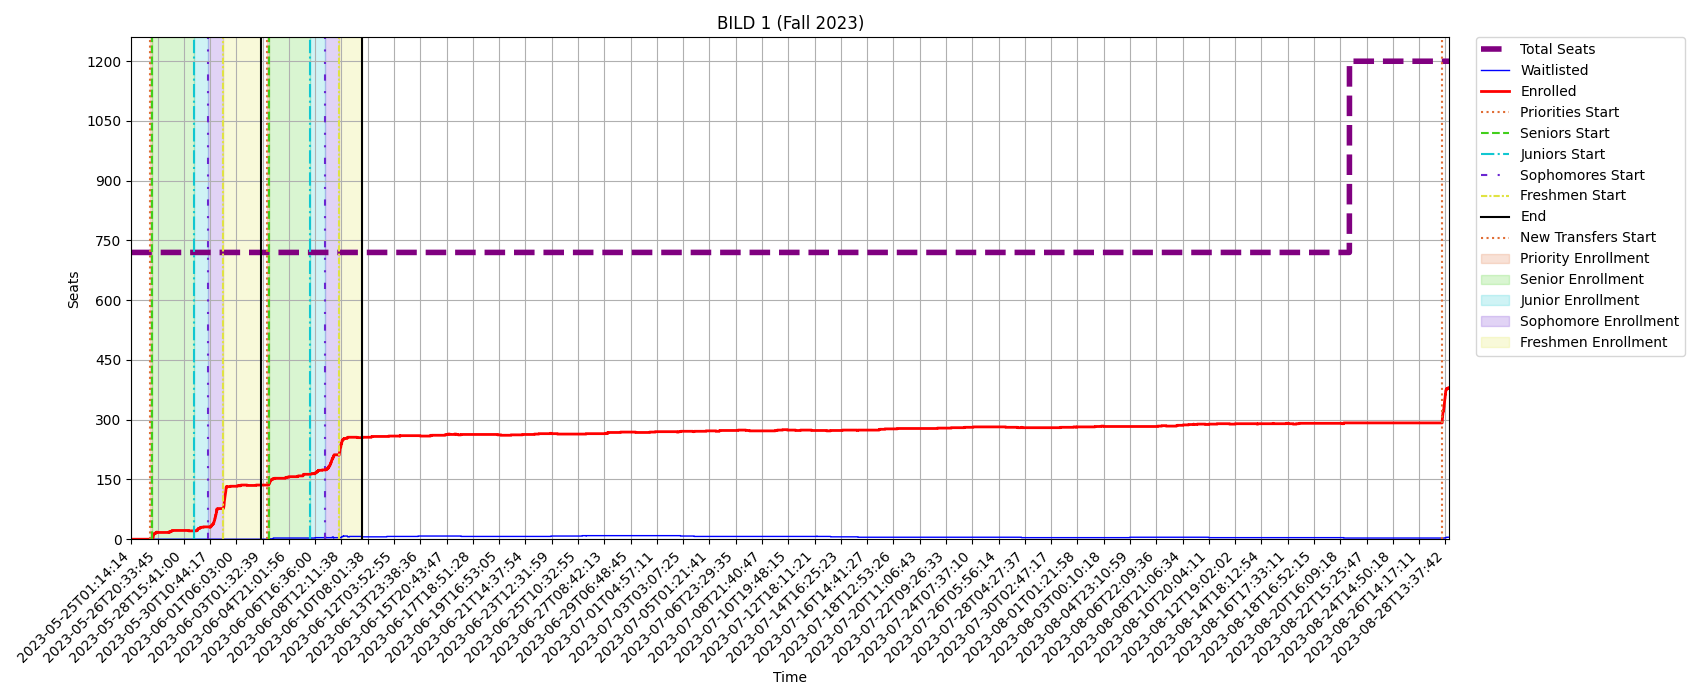 BILD 1 (Fall 2023)
1200
1050
900
750
600
450
300
150
0
Seats
2023-05-25T01:14:14
2023-05-26T20:33:45
2023-05-28T15:41:00
2023-05-30T10:44:17
2023-06-01T06:03:00
2023-06-03T01:32:39
2023-06-04T21:01:56
2023-06-06T16:36:00
2023-06-08T12:11:38
2023-06-10T08:01:38
2023-06-12T03:52:55
2023-06-13T23:38:36
2023-06-15T20:43:47
2023-06-17T18:51:28
2023-06-19T16:53:05
2023-06-21T14:37:54
2023-06-23T12:31:59
2023-06-25T10:32:55
2023-06-27T08:42:13
2023-06-29T06:48:45
2023-07-01T04:57:11
2023-07-03T03:07:25
2023-07-05T01:21:41
2023-07-06T23:29:35
2023-07-08T21:40:47
2023-07-10T19:48:15
2023-07-12T18:11:21
2023-07-14T16:25:23
2023-07-16T14:41:27
2023-07-18T12:53:26
2023-07-20T11:06:43
2023-07-22T09:26:33
2023-07-24T07:37:10
2023-07-26T05:56:14
2023-07-28T04:27:37
2023-07-30T02:47:17
2023-08-01T01:21:58
2023-08-03T00:10:18
2023-08-04T23:10:59
2023-08-06T22:09:36
2023-08-08T21:06:34
2023-08-10T20:04:11
2023-08-12T19:02:02
2023-08-14T18:12:54
2023-08-16T17:33:11
2023-08-18T16:52:15
2023-08-20T16:09:18
2023-08-22T15:25:47
2023-08-24T14:50:18
2023-08-26T14:17:11
2023-08-28T13:37:42
Time
Total Seats
Waitlisted
Enrolled
Priorities Start
Seniors Start
Juniors Start
Sophomores Start
Freshmen Start
End
New Transfers Start
Priority Enrollment
Senior Enrollment
Junior Enrollment
Sophomore Enrollment
Freshmen Enrollment